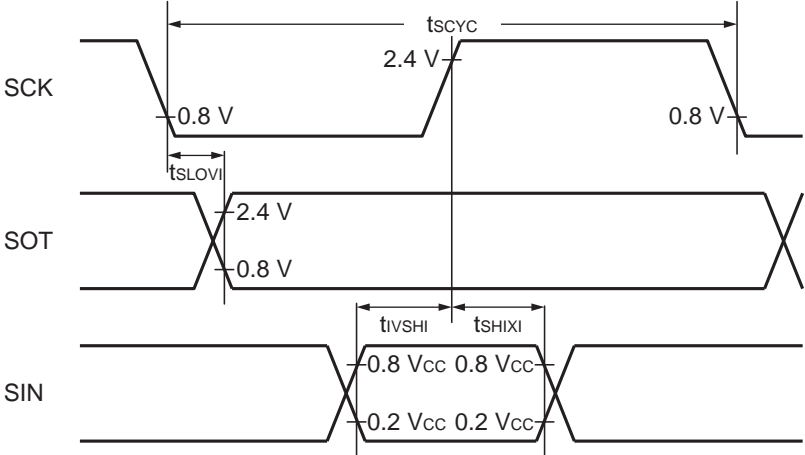 tSCYC
SCK
2.4 V
0.8 V
0.8 V
tSLOVI
SOT
2.4 V
0.8 V
tIVSHI
tSHIXI
SIN
0.8 VCC
0.8 VCC
0.2 VCC
0.2 VCC